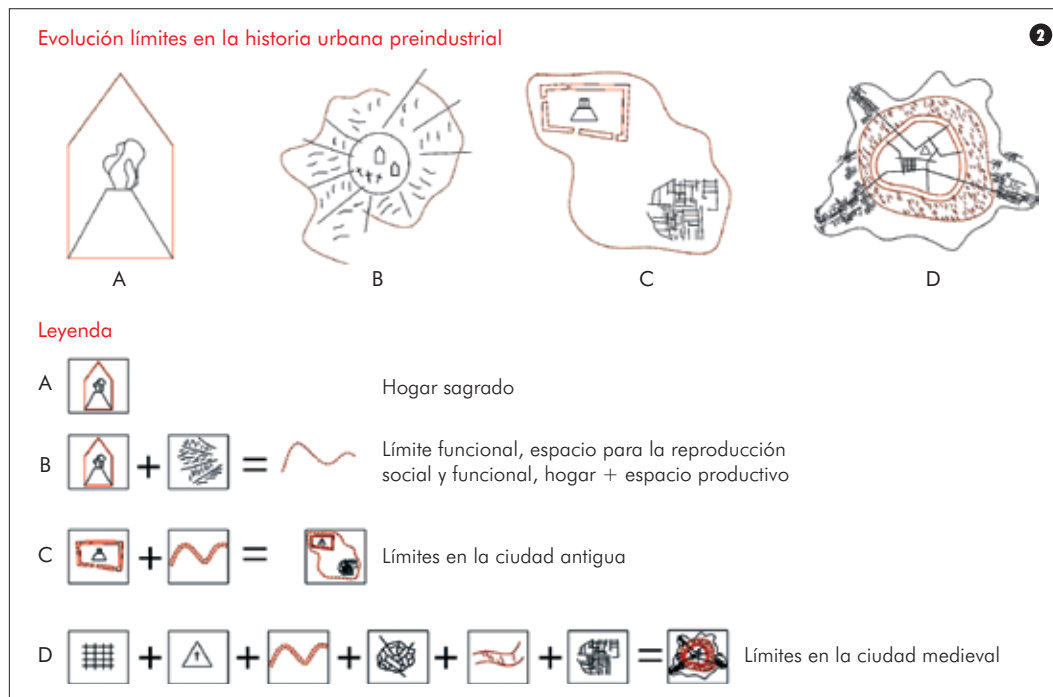 Evolución límites en la historia urbana preindustrial
2
A
B
C
D
Leyenda
A
Hogar sagrado
B
+
=
Límite funcional, espacio para la reproducción
social y funcional, hogar + espacio productivo
C
+
=
Límites en la ciudad antigua
D
+
+
+
+
+
=
Límites en la ciudad medieval